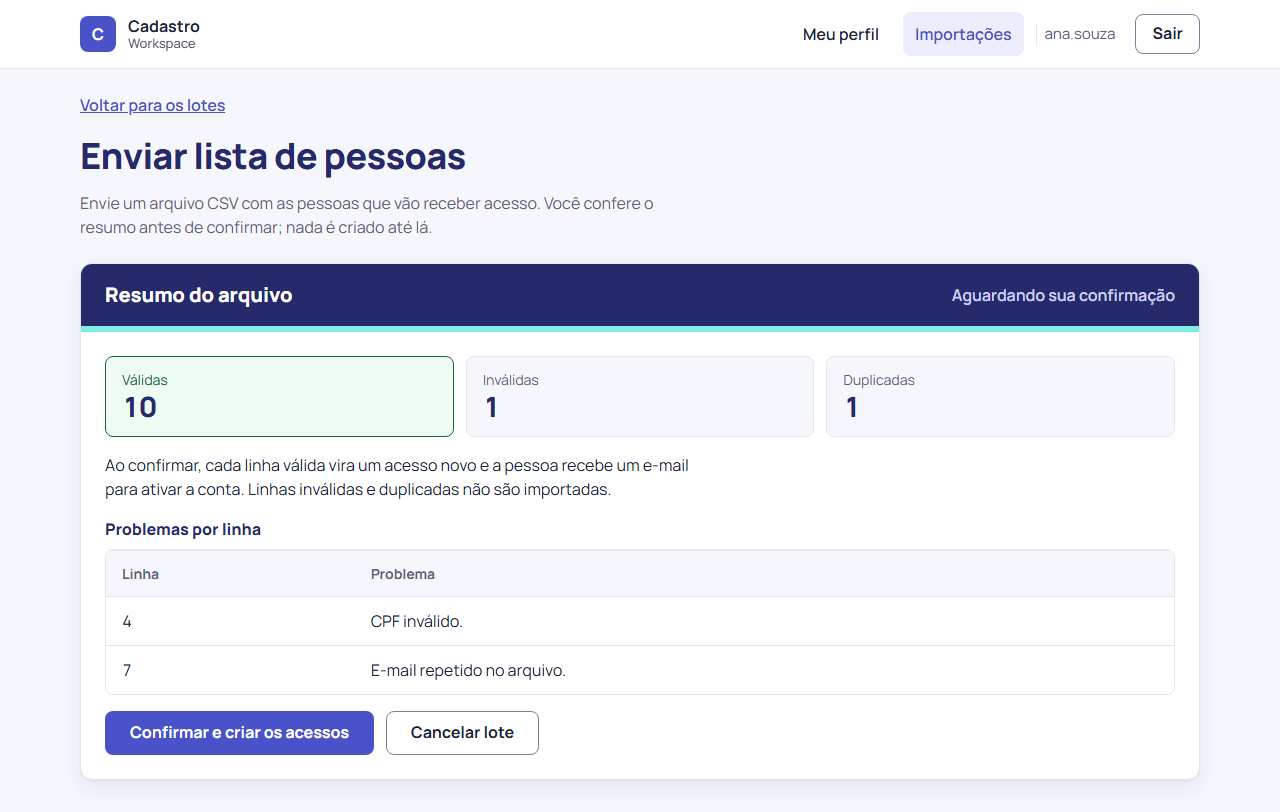 C
Cadastro
Workspace
Meu perfil
Importações
ana.souza
Sair
Voltar para os lotes
Enviar lista de pessoas
Envie um arquivo CSV com as pessoas que vão receber acesso. Você confere o
resumo antes de confirmar; nada é criado até lá.
Resumo do arquivo
Aguardando sua confirmação
Válidas
10
Inválidas
1
Duplicadas
1
Ao confirmar, cada linha válida vira um acesso novo e a pessoa recebe um e-mail
para ativar a conta. Linhas inválidas e duplicadas não são importadas.
Problemas por linha
Linha Problema
4 CPF inválido.
7 E-mail repetido no arquivo.
Confirmar e criar os acessos
Cancelar lote